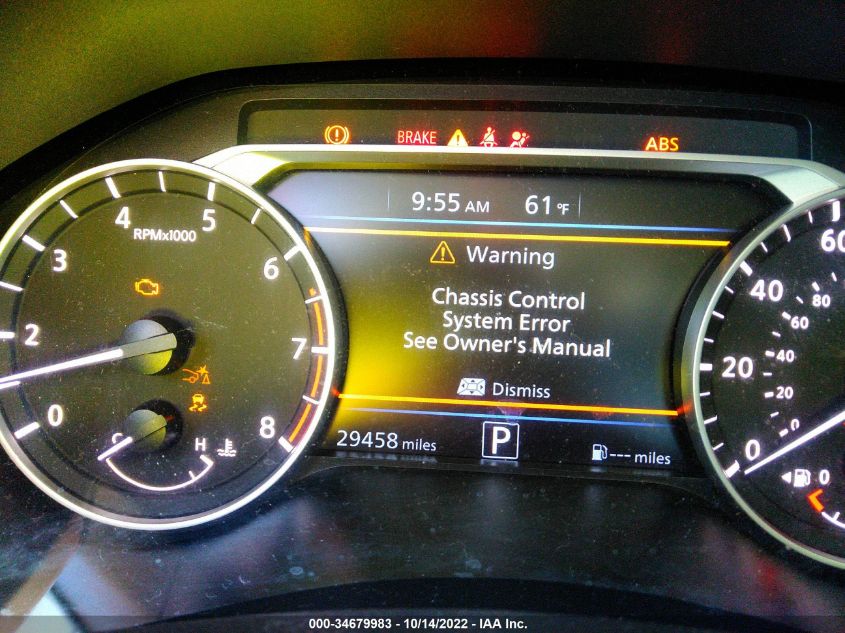 BRAKE
ABS
9:55 AM 61°F
Warning
Chassis Control
System Error
See Owner's Manual
Dismiss
29458 miles
P
--- miles
RPMx1000
0
2
3
4
5
6
7
8
C H
0
20
40
60
0
20
40
60
80
0
000-34679983 - 10/14/2022 - IAA Inc.